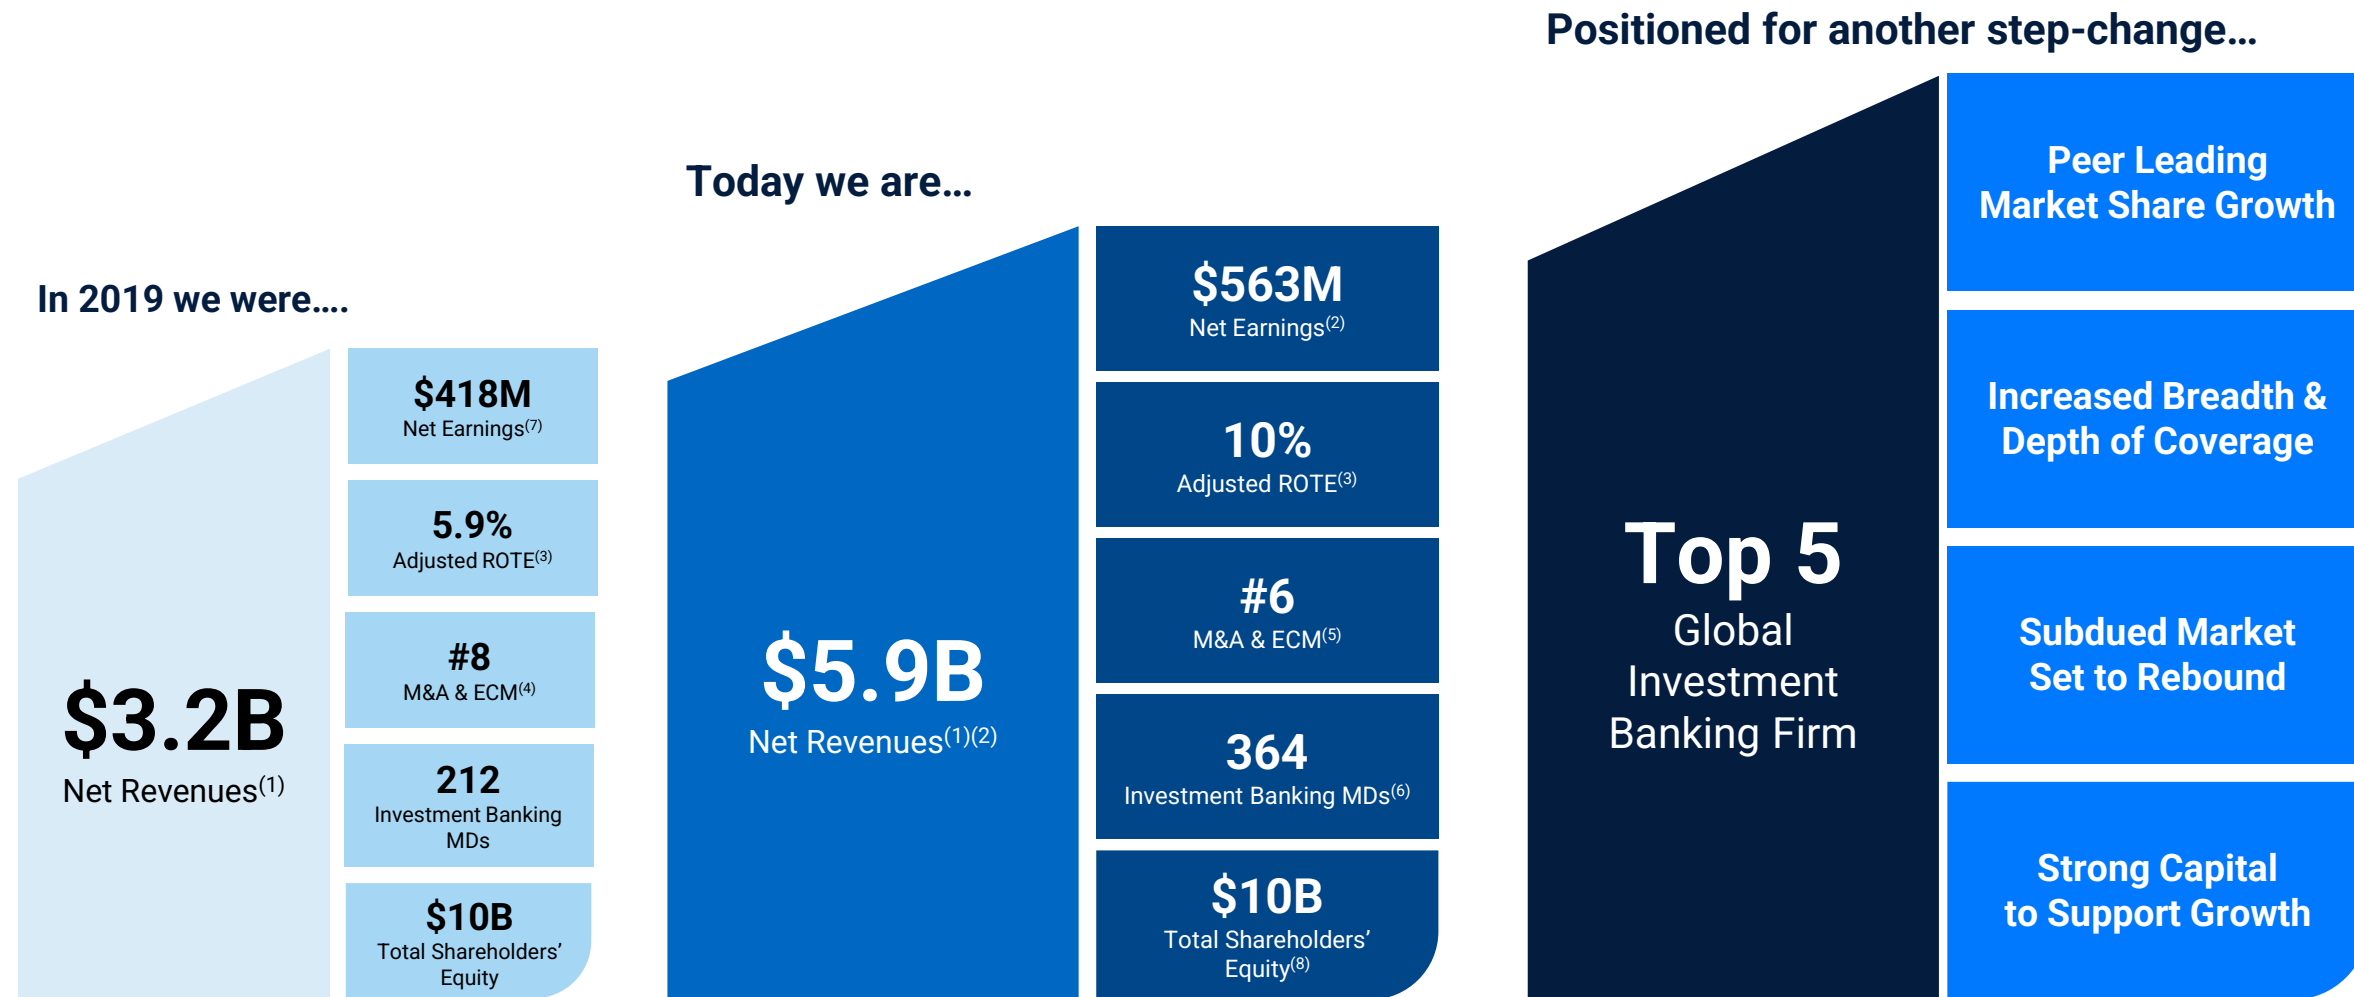 In 2019 we were....
$3.2B
Net Revenues(1)
$418M
Net Earnings(7)
5.9%
Adjusted ROTE(3)
#8
M&A & ECM(4)
212
Investment Banking
MDs
$10B
Total Shareholders’
Equity
Today we are...
$5.9B
Net Revenues(1)(2)
$563M
Net Earnings(2)
10%
Adjusted ROTE(3)
#6
M&A & ECM(5)
364
Investment Banking MDs(6)
$10B
Total Shareholders’
Equity(8)
Positioned for another step-change...
Top 5
Global
Investment
Banking Firm
Peer Leading
Market Share Growth
Increased Breadth &
Depth of Coverage
Subdued Market
Set to Rebound
Strong Capital
to Support Growth